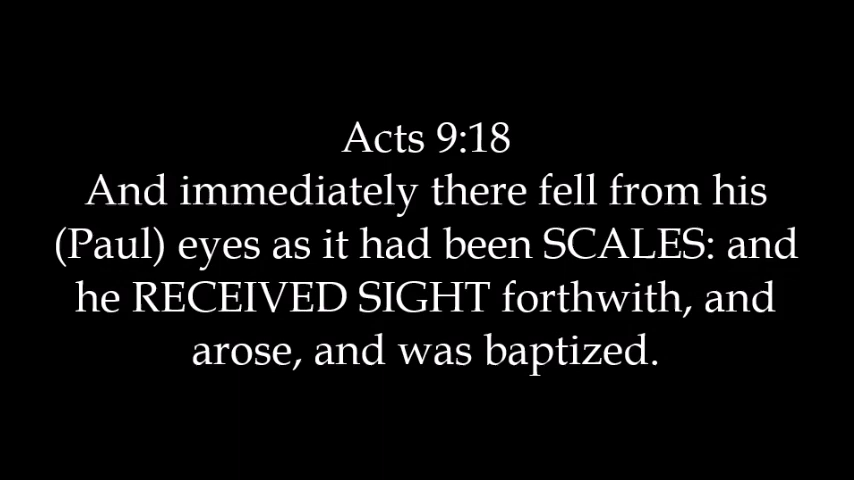 Acts 9:18
And immediately there fell from his
(Paul) eyes as it had been SCALES: and
he RECEIVED SIGHT forthwith, and
arose, and was baptized.